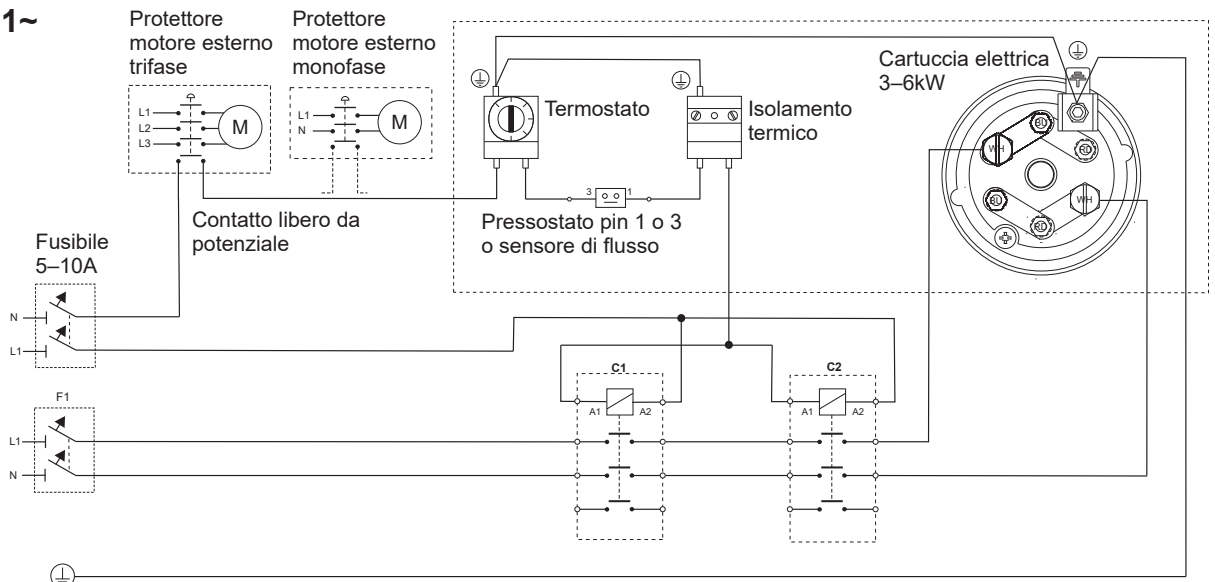 1~
Protettore
motore esterno
trifase
Protettore
motore esterno
monofase
Cartuccia elettrica
3–6kW
L1
L2
L3
M
L1
N
M
Termostato
Isolamento
termico
BU
WH
RD
BU
WH
RD
3
1
Contatto libero da
potenziale
Pressostato pin 1 o 3
o sensore di flusso
Fusibile
5–10A
N
L1
C1
C2
A1
A2
A1
A2
F1
L1
N